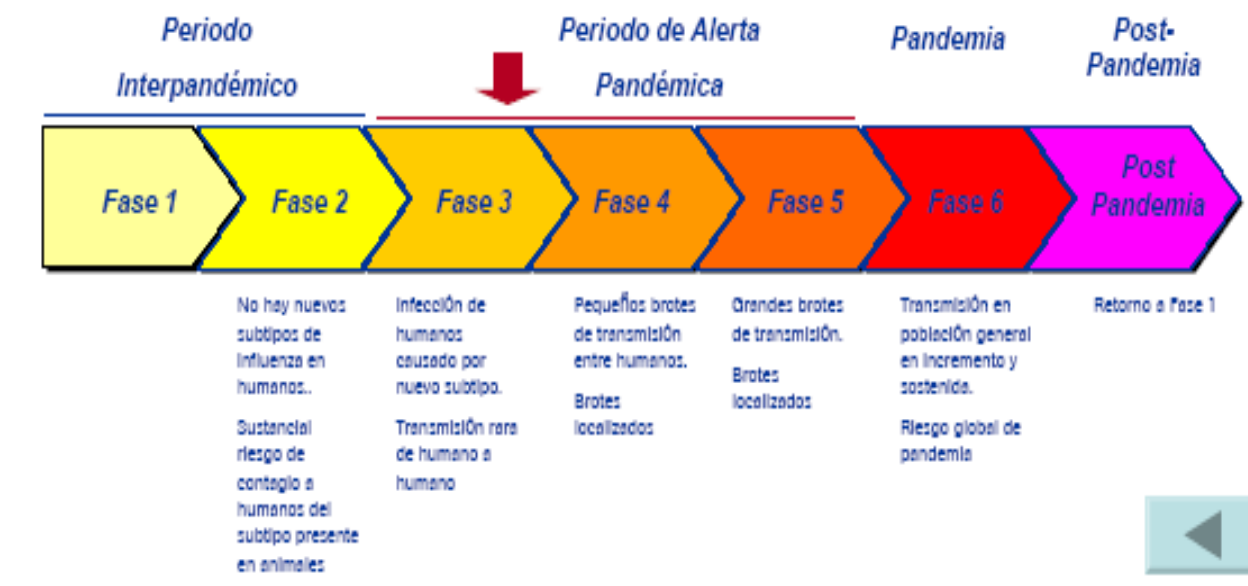 Periodo
Interpandémico
Periodo de Alerta
Pandémica
Pandemia
Post-
Pandemia
Fase 1
Fase 2
Fase 3
Fase 4
Fase 5
Fase 6
Post
Pandemia
No hay nuevos
subtipos de
influenza en
humanos..
Sustancial
riesgo de
contagio a
humanos del
subtipo presente
en animales
Infección de
humanos
causado por
nuevo subtipo.
Transmisión rara
de humano a
humano
Pequeños brotes
de transmisión
entre humanos.
Brotes
localizados
Grandes brotes
de transmisión.
Brotes
localizados
Transmisión en
población general
en incremento y
sostenida.
Riesgo global de
pandemia
Retorno a Fase 1